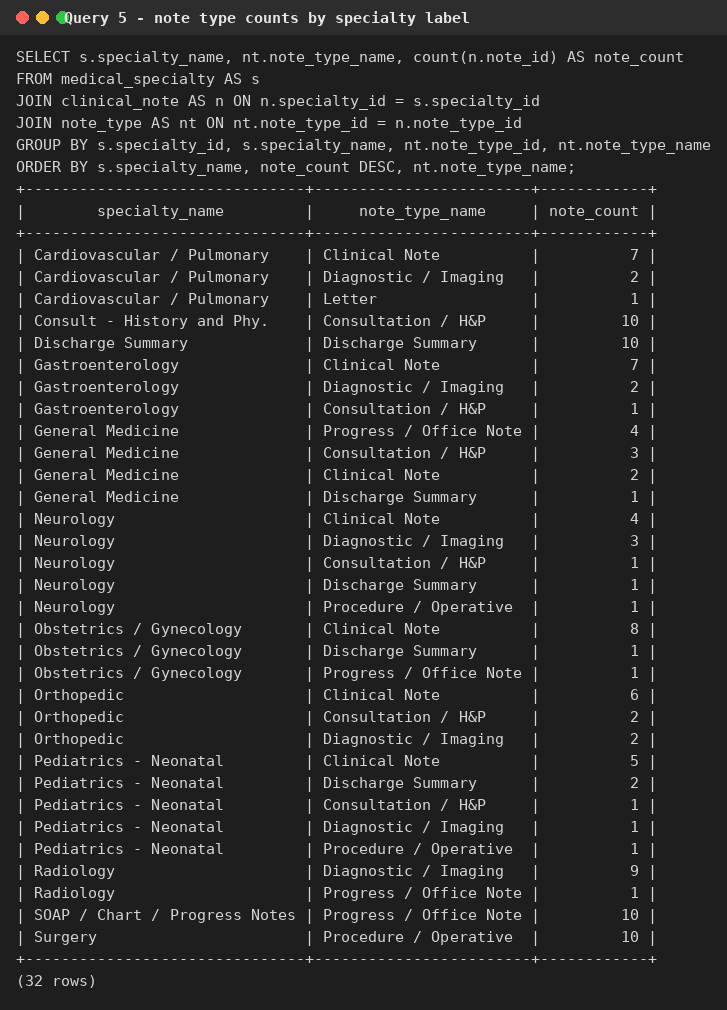 Query 5 - note type counts by specialty label
SELECT s.specialty_name, nt.note_type_name, count(n.note_id) AS note_count
FROM medical_specialty AS s
JOIN clinical_note AS n ON n.specialty_id = s.specialty_id
JOIN note_type AS nt ON nt.note_type_id = n.note_type_id
GROUP BY s.specialty_id, s.specialty_name, nt.note_type_id, nt.note_type_name
ORDER BY s.specialty_name, note_count DESC, nt.note_type_name;
+-------------------------------+------------------------+------------+
|        specialty_name         |     note_type_name     | note_count |
+-------------------------------+------------------------+------------+
| Cardiovascular / Pulmonary    | Clinical Note          |          7 |
| Cardiovascular / Pulmonary    | Diagnostic / Imaging   |          2 |
| Cardiovascular / Pulmonary    | Letter                 |          1 |
| Consult - History and Phy.    | Consultation / H&P     |         10 |
| Discharge Summary             | Discharge Summary      |         10 |
| Gastroenterology              | Clinical Note          |          7 |
| Gastroenterology              | Diagnostic / Imaging   |          2 |
| Gastroenterology              | Consultation / H&P     |          1 |
| General Medicine              | Progress / Office Note |          4 |
| General Medicine              | Consultation / H&P     |          3 |
| General Medicine              | Clinical Note          |          2 |
| General Medicine              | Discharge Summary      |          1 |
| Neurology                     | Clinical Note          |          4 |
| Neurology                     | Diagnostic / Imaging   |          3 |
| Neurology                     | Consultation / H&P     |          1 |
| Neurology                     | Discharge Summary      |          1 |
| Neurology                     | Procedure / Operative  |          1 |
| Obstetrics / Gynecology       | Clinical Note          |          8 |
| Obstetrics / Gynecology       | Discharge Summary      |          1 |
| Obstetrics / Gynecology       | Progress / Office Note |          1 |
| Orthopedic                    | Clinical Note          |          6 |
| Orthopedic                    | Consultation / H&P     |          2 |
| Orthopedic                    | Diagnostic / Imaging   |          2 |
| Pediatrics - Neonatal         | Clinical Note          |          5 |
| Pediatrics - Neonatal         | Discharge Summary      |          2 |
| Pediatrics - Neonatal         | Consultation / H&P     |          1 |
| Pediatrics - Neonatal         | Diagnostic / Imaging   |          1 |
| Pediatrics - Neonatal         | Procedure / Operative  |          1 |
| Radiology                     | Diagnostic / Imaging   |          9 |
| Radiology                     | Progress / Office Note |          1 |
| SOAP / Chart / Progress Notes | Progress / Office Note |         10 |
| Surgery                       | Procedure / Operative  |         10 |
+-------------------------------+------------------------+------------+
(32 rows)